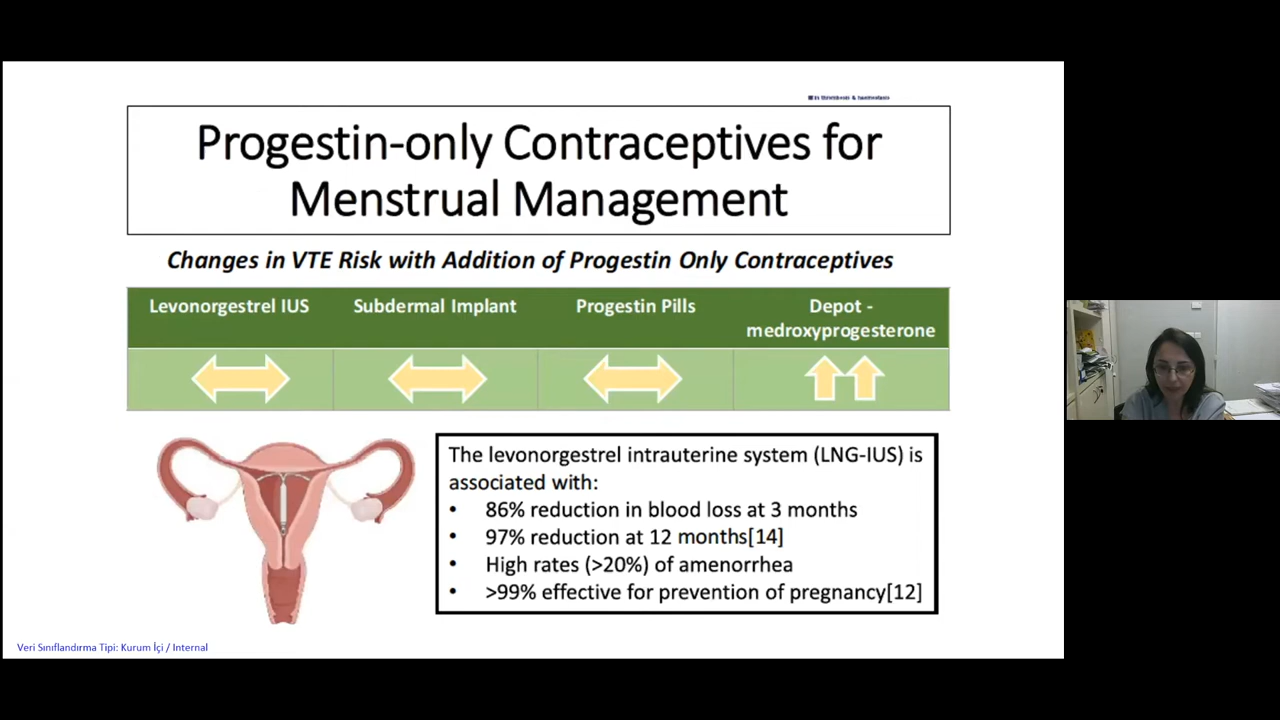 Thrombosis & Haemostasis
Progestin-only Contraceptives for
Menstrual Management
Changes in VTE Risk with Addition of Progestin Only Contraceptives
Levonorgestrel IUS
Subdermal Implant
Progestin Pills
Depot -
medroxyprogesterone
The levonorgestrel intrauterine system (LNG-IUS) is
associated with:
• 86% reduction in blood loss at 3 months
• 97% reduction at 12 months[14]
• High rates (>20%) of amenorrhea
• >99% effective for prevention of pregnancy[12]
Veri Sınıflandırma Tipi: Kurum İçi / Internal